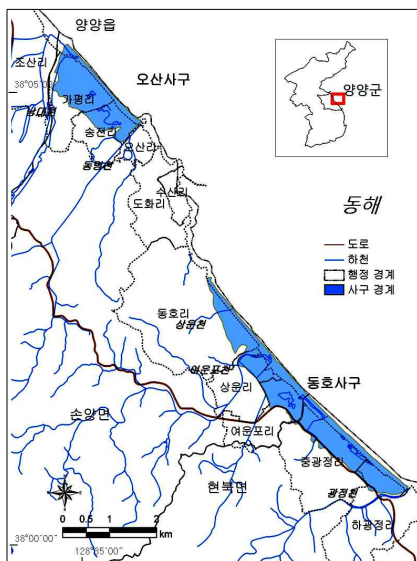 양양읍
조산리
오산사구
38°05′00″
가평리
양양군
송전리
오산리
동명천
수산리
도화리
동해
도로
하천
행정 경계
사구 경계
동호리
상운천
여운포천
상운리
동호사구
손양면
여운포리
중광정리
현북면
광정천
하광정리
0 0.5 1 2
km
38°00′00″
128°35′00″